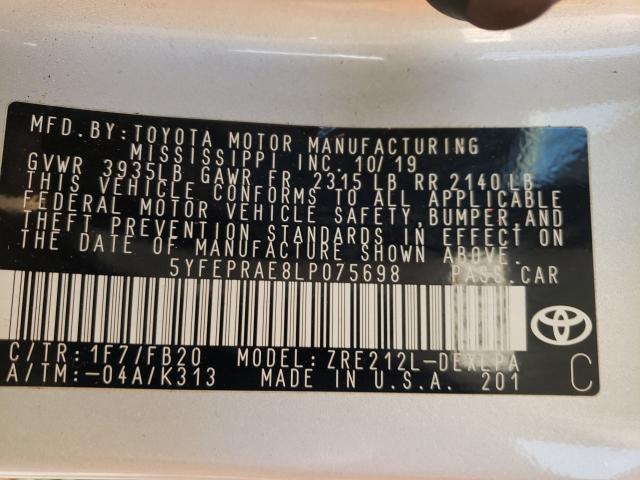 MFD.BY:TOYOTA MOTOR MANUFACTURING
MISSISSIPPI INC. 10/19
GVWR 3935LB GAWR FR. 2315 LB RR 2140 LB
THIS VEHICLE CONFORMS TO ALL APPLICABLE
FEDERAL MOTOR VEHICLE SAFETY, BUMPER, AND
THEFT PREVENTION STANDARDS IN EFFECT ON
THE DATE OF MANUFACTURE SHOWN ABOVE.
5YFEPRAE8LP075698 PASS.CAR
C/TR: 1F7/FB20 MODEL: ZRE212L-DEXLPA
A/TM:-04A/K313 MADE IN U.S.A. 201
C